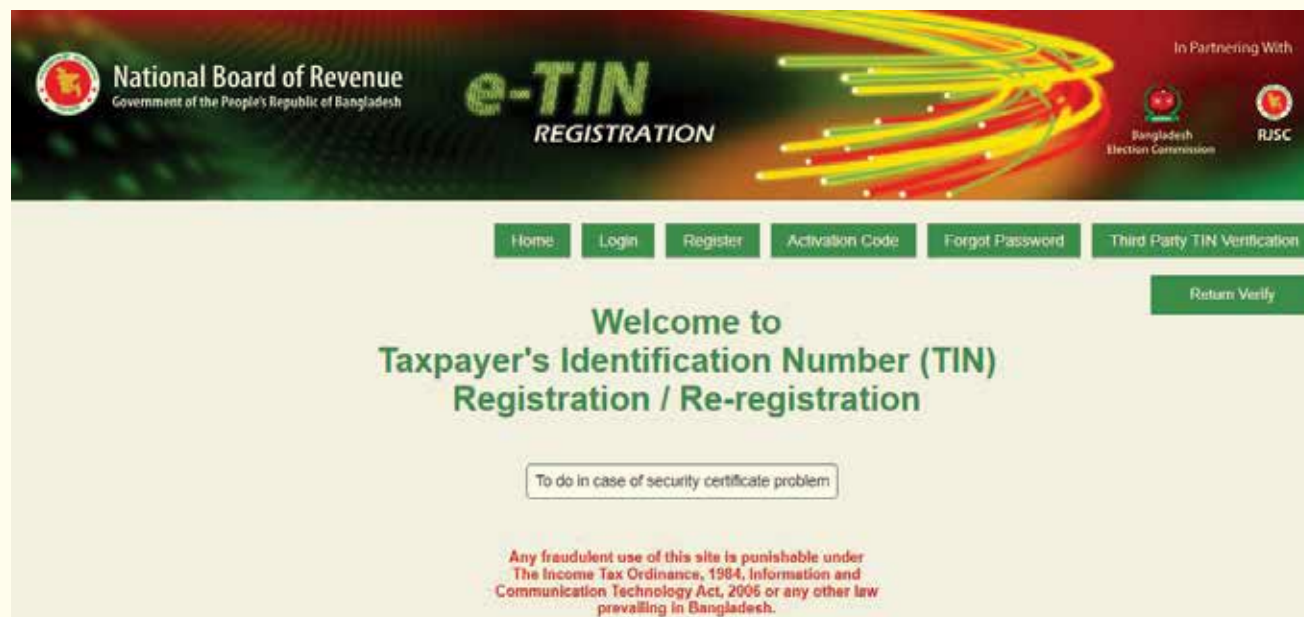 National Board of Revenue
Government of the People's Republic of Bangladesh
e-TIN
REGISTRATION
In Partnering With
Bangladesh
Election Commission
RJSC
Home
Login
Register
Activation Code
Forgot Password
Third Party TIN Verification
Return Verify
Welcome to
Taxpayer's Identification Number (TIN)
Registration / Re-registration
To do in case of security certificate problem
Any fraudulent use of this site is punishable under
The Income Tax Ordinance, 1984, Information and
Communication Technology Act, 2006 or any other law
prevailing in Bangladesh.